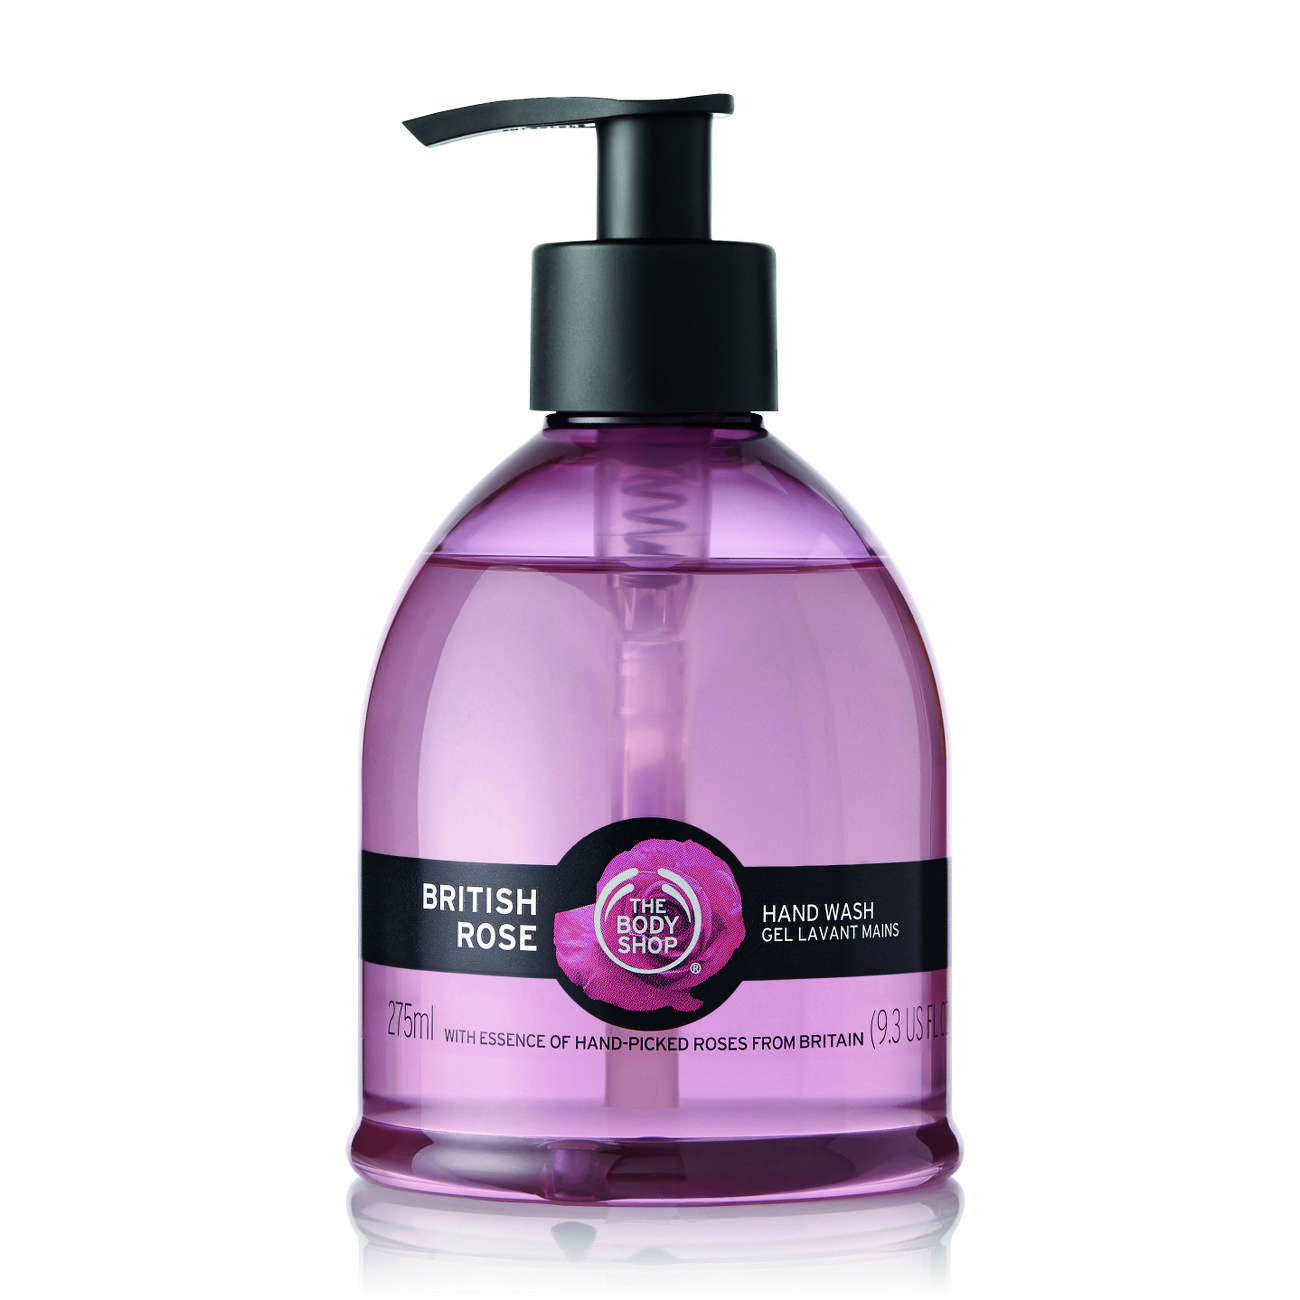 BRITISH
ROSE
THE
BODY
SHOP
®
HAND WASH
GEL LAVANT MAINS
275ml WITH ESSENCE OF HAND-PICKED ROSES FROM BRITAIN (9.3 US FL